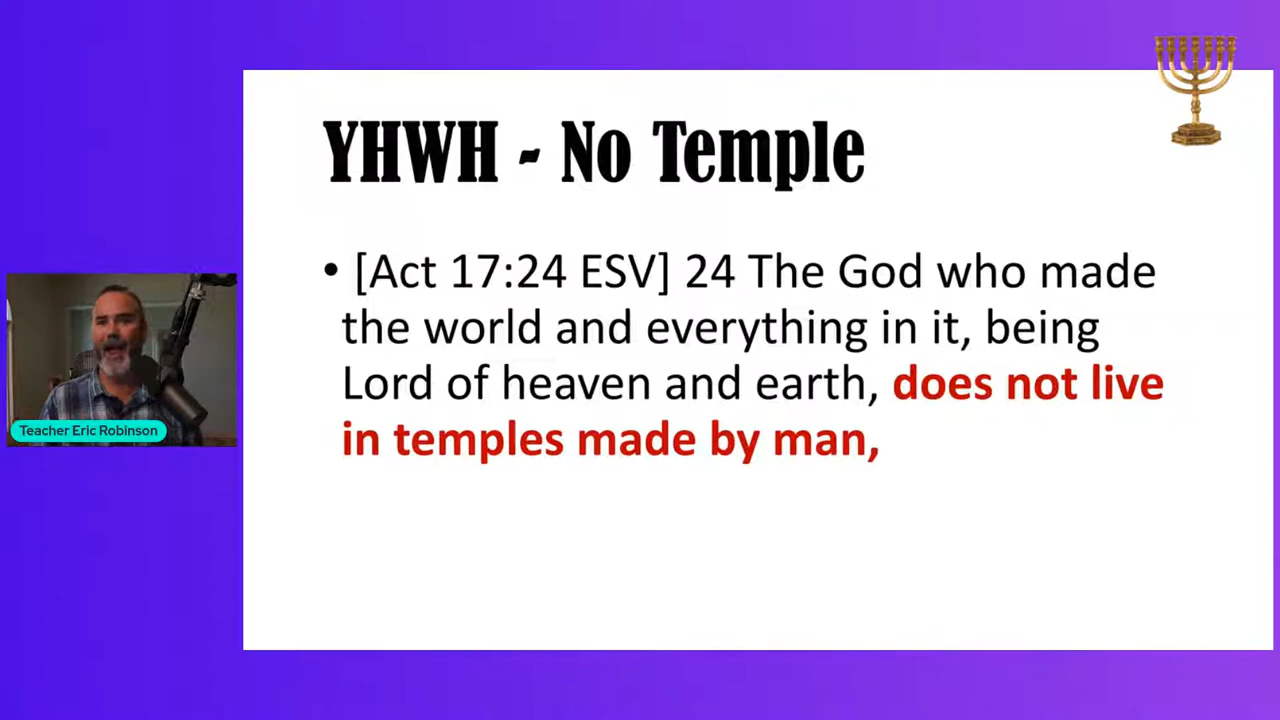 YHWH - No Temple
• [Act 17:24 ESV] 24 The God who made
the world and everything in it, being
Lord of heaven and earth, does not live
in temples made by man,
Teacher Eric Robinson